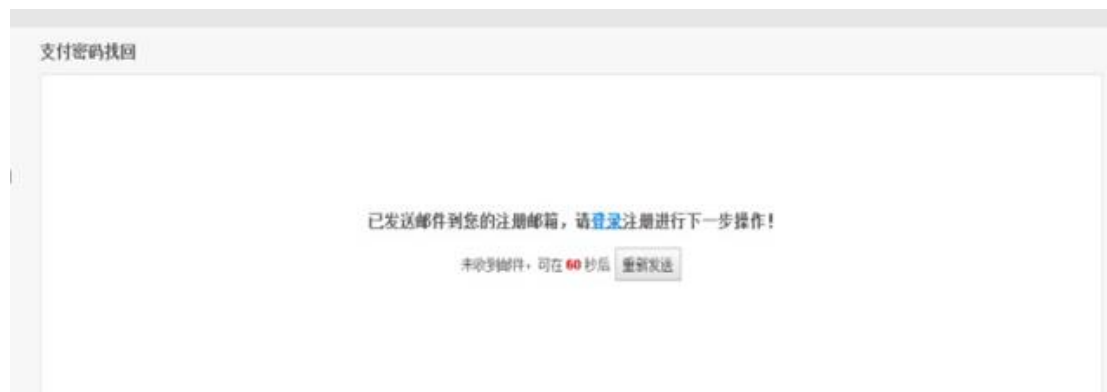 支付密码找回
已发送邮件到您的注册邮箱，请登录注册进行下一步操作！
未收到邮件，可在 60 秒后 重新发送